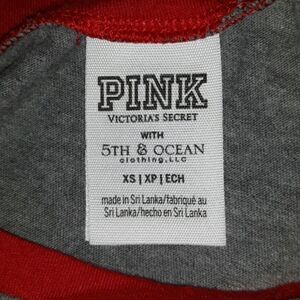 PINK
VICTORIA'S SECRET
WITH
5TH & OCEAN
clothing, LLC
XS | XP | ECH
made in Sri Lanka/fabriqué au
Sri Lanka/hecho en Sri Lanka